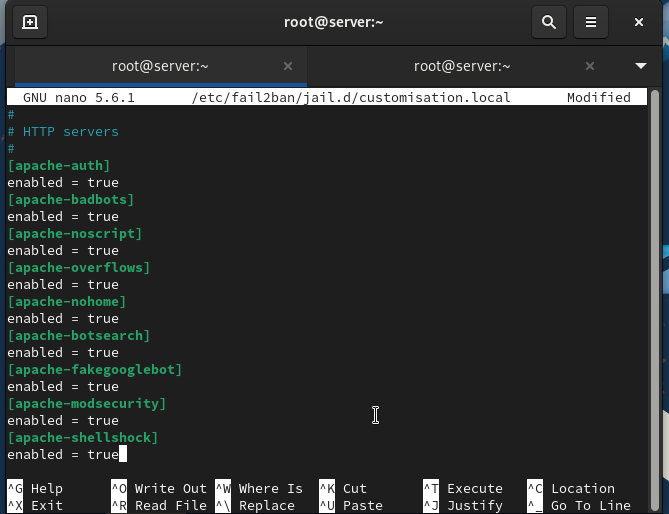 root@server:~
root@server:~ × root@server:~ ×
GNU nano 5.6.1 /etc/fail2ban/jail.d/customisation.local Modified
#
# HTTP servers
#
[apache-auth]
enabled = true
[apache-badbots]
enabled = true
[apache-noscript]
enabled = true
[apache-overflows]
enabled = true
[apache-nohome]
enabled = true
[apache-botsearch]
enabled = true
[apache-fakegooglebot]
enabled = true
[apache-modsecurity]
enabled = true
[apache-shellshock]
enabled = true
^G Help ^O Write Out ^W Where Is ^K Cut ^T Execute ^C Location
^X Exit ^R Read File ^\ Replace ^U Paste ^J Justify ^_ Go To Line